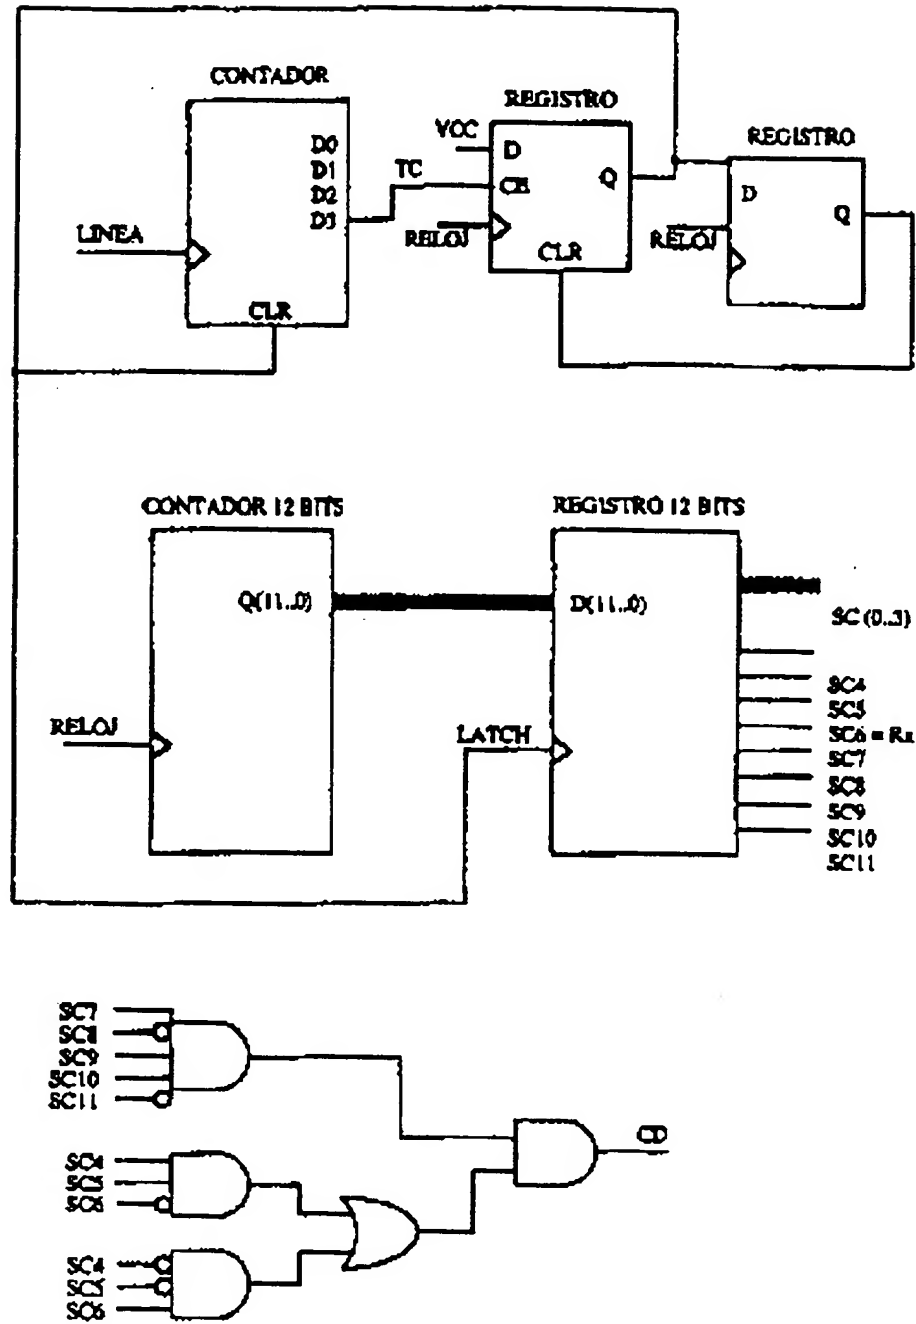 CONTADOR
D0
D1
D2
D3
LINEA
CLR
TC
REGISTRO
VCC
D
CE
Q
RELOJ
CLR
REGISTRO
D
Q
RELOJ
CONTADOR 12 BITS
Q(11..0)
RELOJ
REGISTRO 12 BITS
D(11..0)
LATCH
SC (0..3)
SC4
SC5
SC6 = Rx
SC7
SC8
SC9
SC10
SC11
SC7
SC8
SC9
SC10
SC11
SC4
SC5
SC6
SC4
SC5
SC6
CD